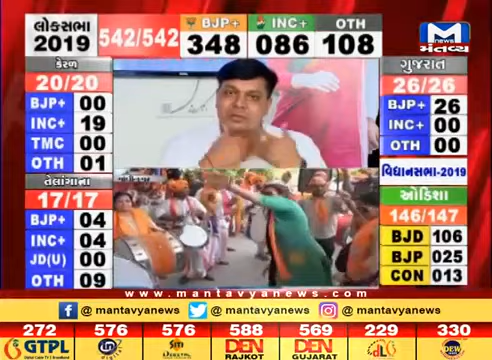 લોકસભા
2019
542/542
BJP+
348
INC+
086
OTH
108
M
news
મંતવ્ય
કેરળ
20/20
BJP+ 00
INC+ 19
TMC 00
OTH 01
તેલંગાના
17/17
BJP+ 04
INC+ 04
JD(U) 00
OTH 09
ગુજરાત
26/26
BJP+ 26
INC+ 00
OTH 00
વિધાનસભા-2019
ઓડિશા
146/147
BJD 106
BJP 025
CON 013
www.mantavyanews.com
@mantavyanews @mantavyanews @mantavyanews
272 576 576 588 569 229 330
GTPL
SITI
DEN
RAJKOT
DEN
GUJARAT
DEW